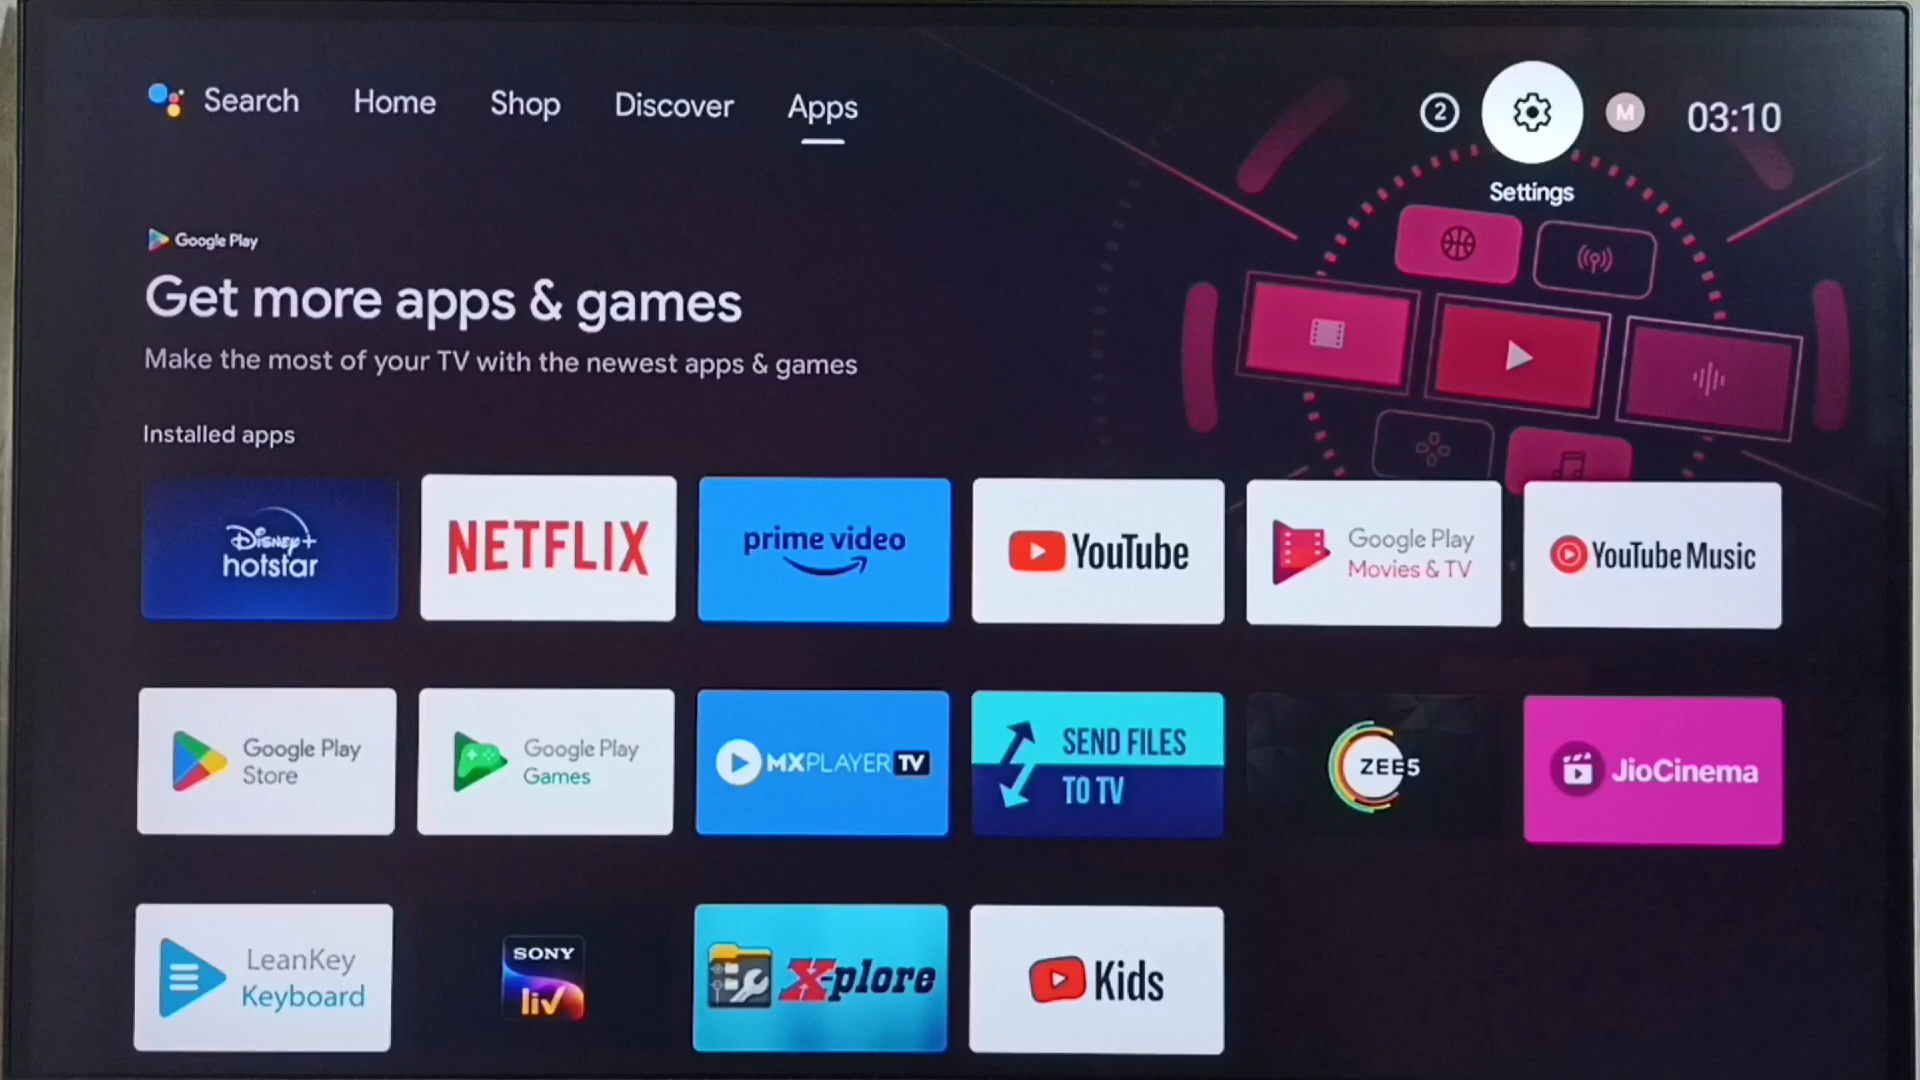 Search
Home
Shop
Discover
Apps
2
M
03:10
Settings
Google Play
Get more apps & games
Make the most of your TV with the newest apps & games
Installed apps
Disney+
hotstar
NETFLIX
prime video
YouTube
Google Play
Movies & TV
YouTube Music
Google Play
Store
Google Play
Games
MXPLAYER TV
SEND FILES
TO TV
ZEE5
JioCinema
LeanKey
Keyboard
SONY
liv
X-plore
Kids